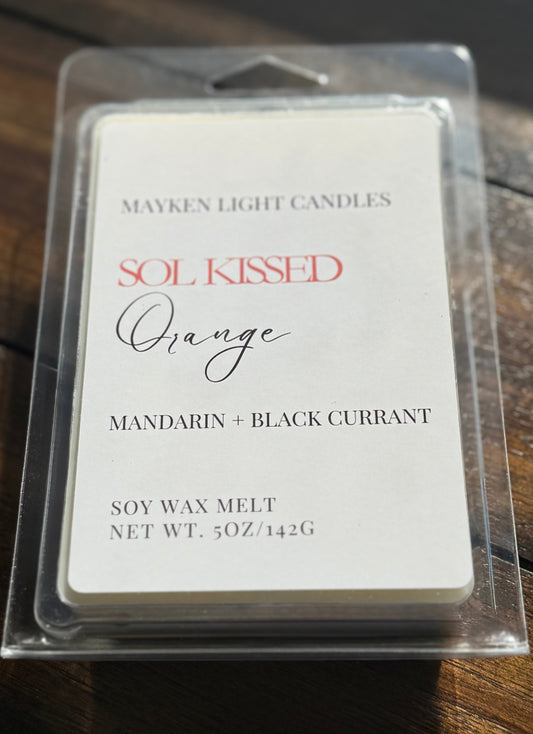 MAYKEN LIGHT CANDLES
SOL KISSED
Orange
MANDARIN + BLACK CURRANT
SOY WAX MELT
NET WT. 5OZ/142G